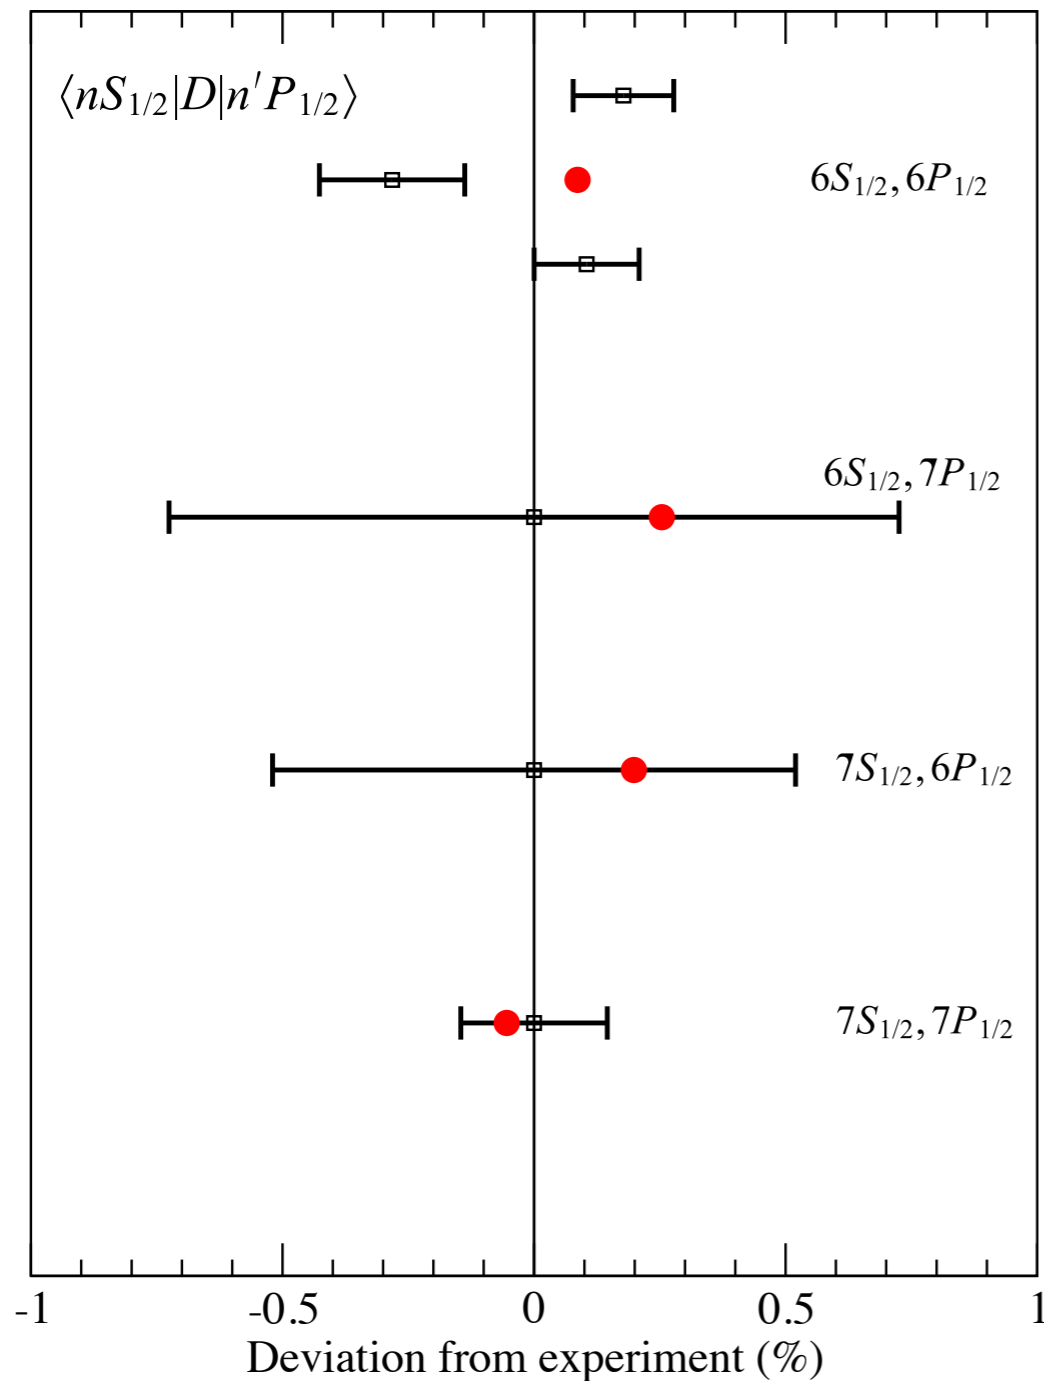 ⟨nS1/2|D|n′P1/2⟩
6S1/2, 6P1/2
6S1/2, 7P1/2
7S1/2, 6P1/2
7S1/2, 7P1/2
-1 -0.5 0 0.5 1
Deviation from experiment (%)